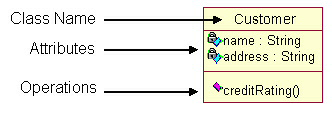 Class Name
Customer
Attributes
name : String
address : String
Operations
creditRating()